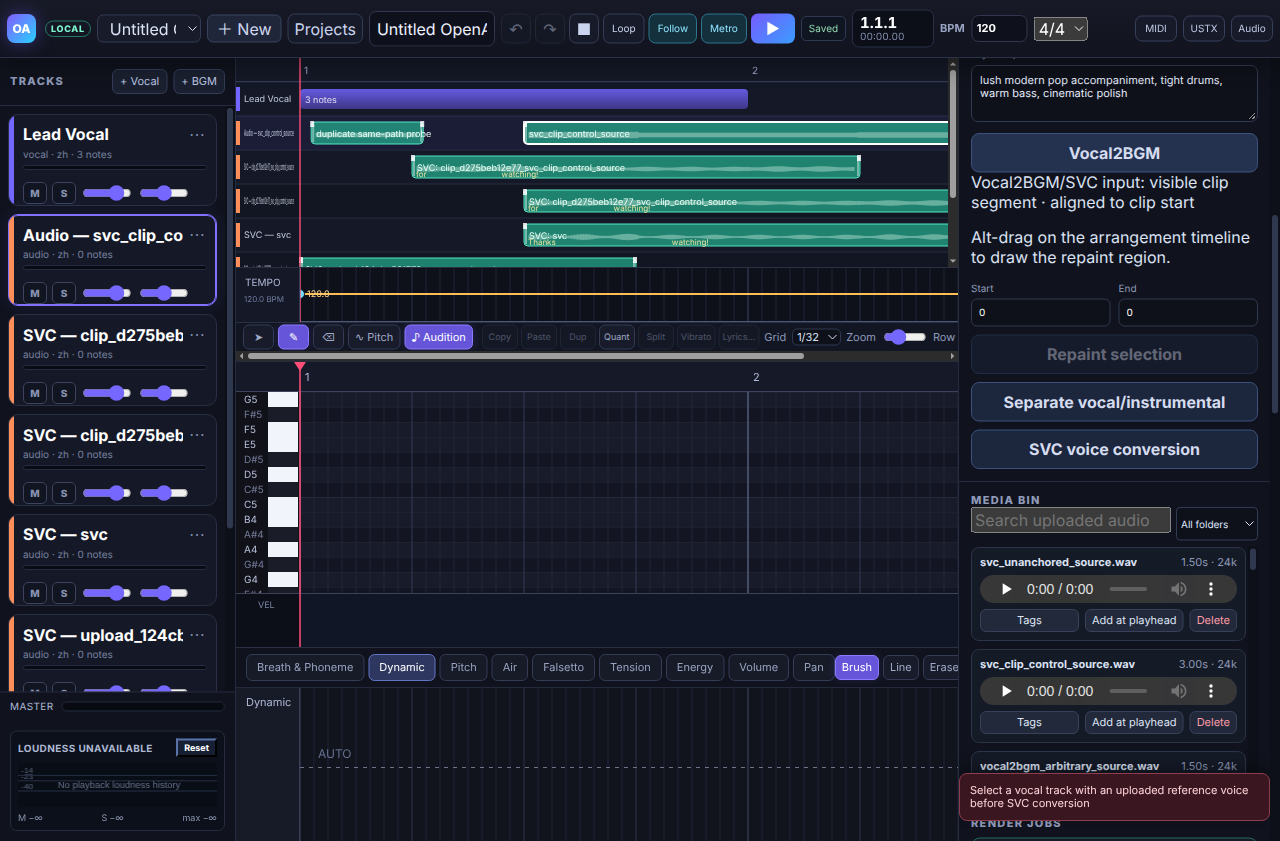 OA
LOCAL
Untitled (
+ New
Projects
Untitled OpenA
Loop
Follow
Metro
Saved
1.1.1
00:00.00
BPM
120
4/4
MIDI
USTX
Audio
TRACKS
+ Vocal
+ BGM
Lead Vocal
vocal · zh · 3 notes
M S
Audio — svc_clip_co
audio · zh · 0 notes
M S
SVC — clip_d275beb
audio · zh · 0 notes
M S
SVC — clip_d275beb
audio · zh · 0 notes
M S
SVC — svc
audio · zh · 0 notes
M S
SVC — upload_124cb
audio · zh · 0 notes
M S
MASTER
LOUDNESS UNAVAILABLE
Reset
-14
-23
-40
No playback loudness history
M −∞
S −∞
max −∞
1
2
Lead Vocal
3 notes
duplicate same-path probe
svc_clip_control_source
SVC: clip_d275beb12e77_svc_clip_control_source
for
watching!
SVC: clip_d275beb12e77_svc_clip_control_source
for
watching!
SVC — svc
SVC: svc
Thanks
watching!
TEMPO
120.0 BPM
120.0
Pitch
Audition
Copy
Paste
Dup
Quant
Split
Vibrato
Lyrics...
Grid
1/32
Zoom
Row
1
2
G5
F#5
F5
E5
D#5
D5
C#5
C5
B4
A#4
A4
G#4
G4
VEL
Breath & Phoneme
Dynamic
Pitch
Air
Falsetto
Tension
Energy
Volume
Pan
Brush
Line
Erase
Dynamic
AUTO
lush modern pop accompaniment, tight drums,
warm bass, cinematic polish
Vocal2BGM
Vocal2BGM/SVC input: visible clip
segment · aligned to clip start
Alt-drag on the arrangement timeline
to draw the repaint region.
Start
End
0
0
Repaint selection
Separate vocal/instrumental
SVC voice conversion
MEDIA BIN
Search uploaded audio
All folders
svc_unanchored_source.wav
1.50s · 24k
0:00 / 0:00
Tags
Add at playhead
Delete
svc_clip_control_source.wav
3.00s · 24k
0:00 / 0:00
Tags
Add at playhead
Delete
vocal2bgm_arbitrary_source.wav
1.50s · 24k
Select a vocal track with an uploaded reference voice
before SVC conversion
RENDER JOBS